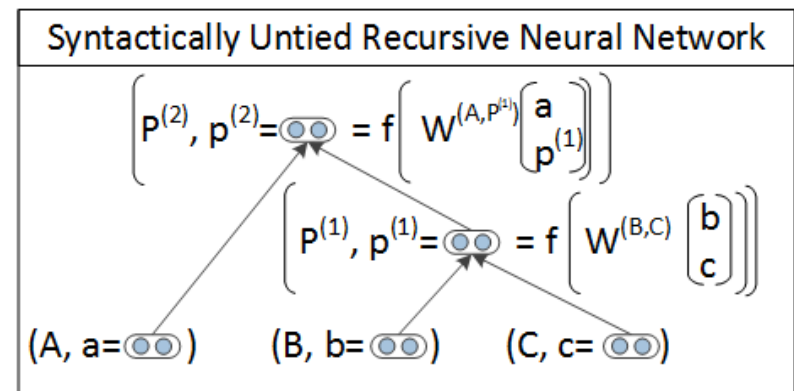 Syntactically Untied Recursive Neural Network
(P⁽²⁾, p⁽²⁾= = f(W⁽ᴬ,ᴾ⁽¹⁾⁾ [a p⁽¹⁾]))
(P⁽¹⁾, p⁽¹⁾= = f(W⁽ᴮ,ꟲ⁾ [b c]))
(A, a= ) (B, b= ) (C, c= )